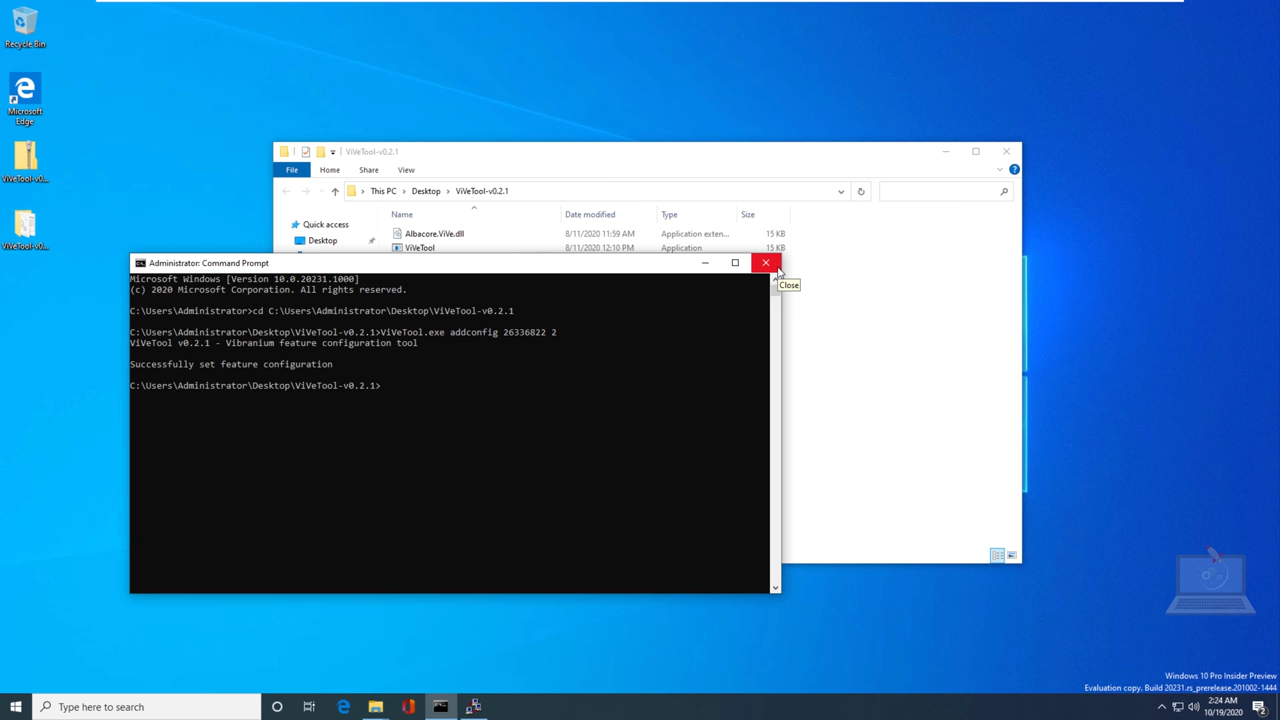 Recycle Bin
Microsoft
Edge
ViVeTool-v0...
ViVeTool-v0...
ViVeTool-v0.2.1
File Home Share View
This PC Desktop ViVeTool-v0.2.1
Name Date modified Type Size
Quick access
Desktop
Albacore.ViVe.dll 8/11/2020 11:59 AM Application exten... 15 KB
ViVeTool 8/11/2020 12:10 PM Application 15 KB
Administrator: Command Prompt
Close
Microsoft Windows [Version 10.0.20231.1000]
(c) 2020 Microsoft Corporation. All rights reserved.
C:\Users\Administrator>cd C:\Users\Administrator\Desktop\ViVeTool-v0.2.1
C:\Users\Administrator\Desktop\ViVeTool-v0.2.1>ViVeTool.exe addconfig 26336822 2
ViVeTool v0.2.1 - Vibranium feature configuration tool
Successfully set feature configuration
C:\Users\Administrator\Desktop\ViVeTool-v0.2.1>
Windows 10 Pro Insider Preview
Evaluation copy. Build 20231.rs_prerelease.201002-1444
Type here to search
2:24 AM
10/19/2020
2